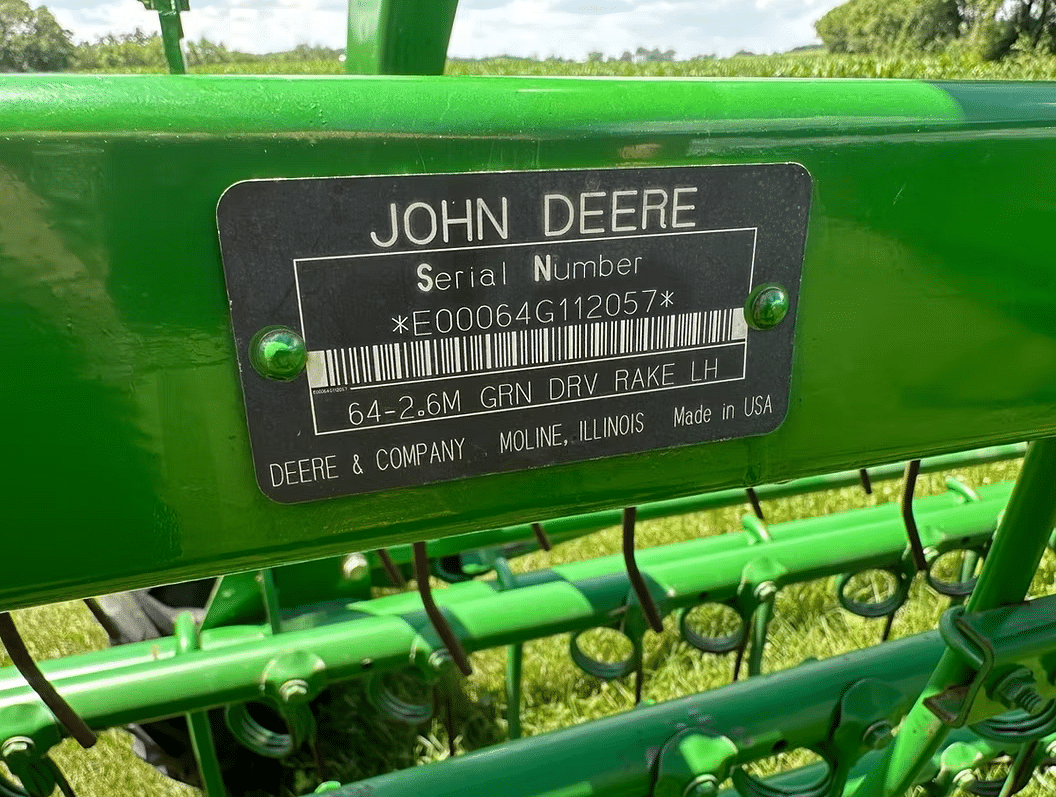 JOHN DEERE
Serial Number
*E00064G112057*
E00064G112057
64-2.6M GRN DRV RAKE LH
DEERE & COMPANY MOLINE, ILLINOIS Made in USA